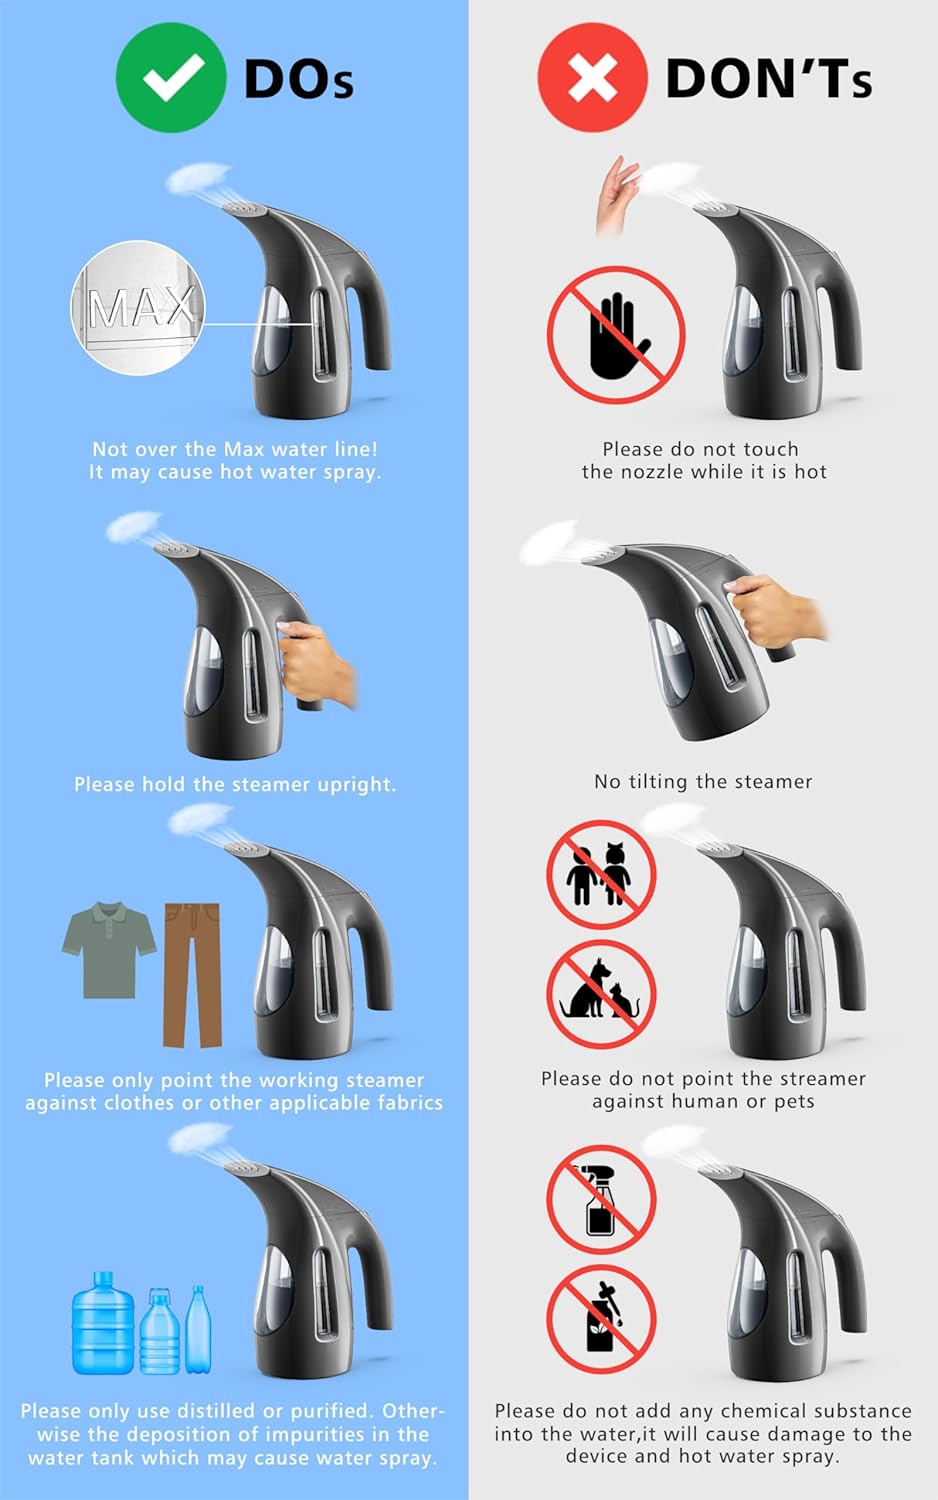 DOs
DON'Ts
MAX
Not over the Max water line!
It may cause hot water spray.
Please do not touch
the nozzle while it is hot
Please hold the steamer upright.
No tilting the steamer
Please only point the working steamer
against clothes or other applicable fabrics
Please do not point the streamer
against human or pets
Please only use distilled or purified. Other-
wise the deposition of impurities in the
water tank which may cause water spray.
Please do not add any chemical substance
into the water,it will cause damage to the
device and hot water spray.